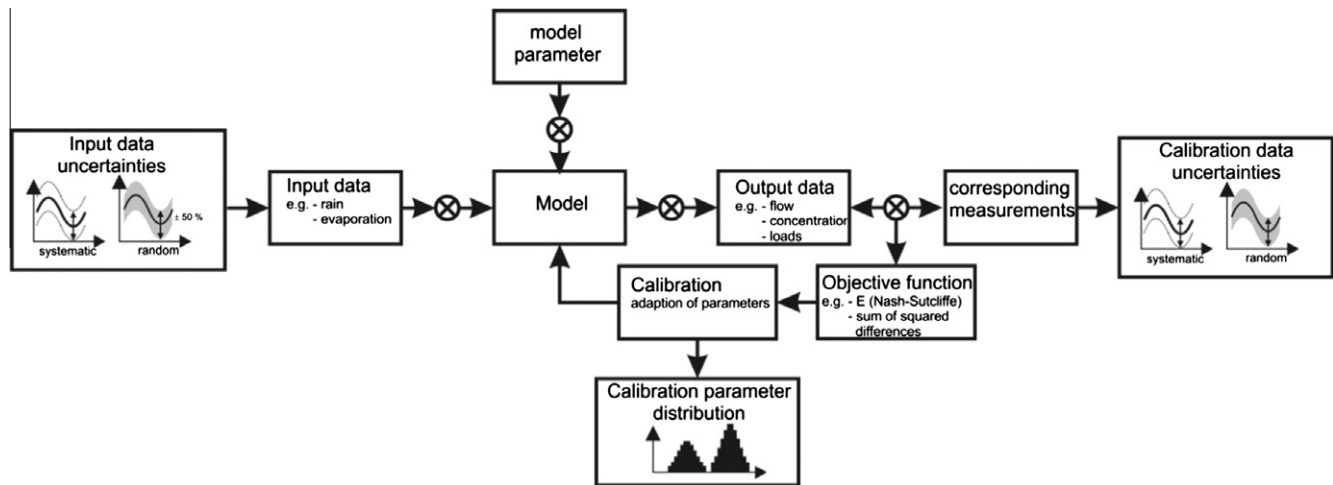 model
parameter
Input data
uncertainties
± 50 %
systematic
random
Input data
e.g. - rain
- evaporation
Model
Output data
e.g. - flow
- concentration
- loads
corresponding
measurements
Calibration data
uncertainties
systematic
random
Calibration
adaption of parameters
Objective function
e.g. - E (Nash-Sutcliffe)
- sum of squared
differences
Calibration parameter
distribution